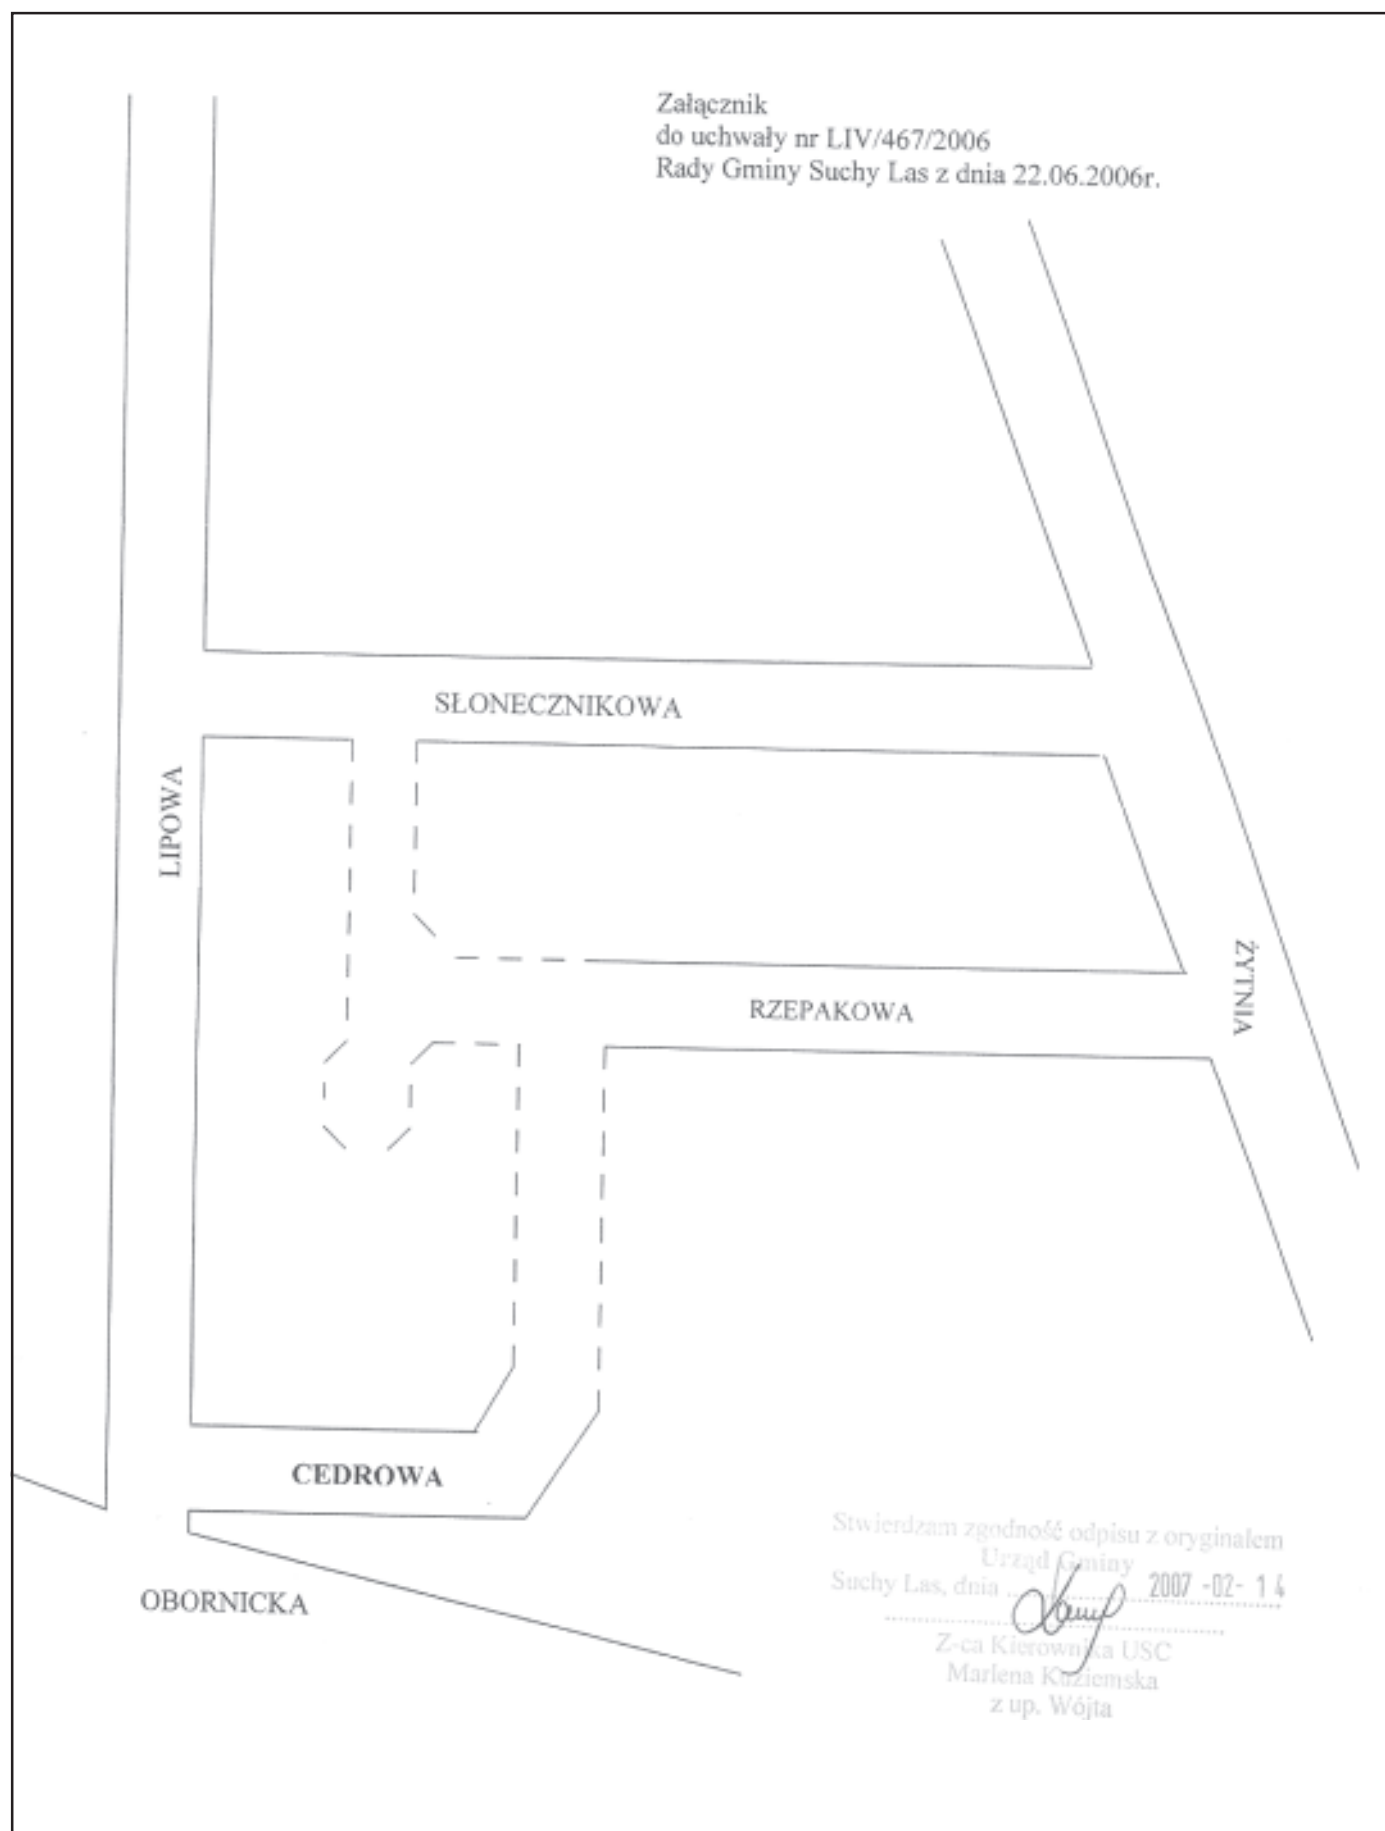 Załącznik
do uchwały nr LIV/467/2006
Rady Gminy Suchy Las z dnia 22.06.2006r.
SŁONECZNIKOWA
LIPOWA
ŻYTNIA
RZEPAKOWA
CEDROWA
OBORNICKA
Stwierdzam zgodność odpisu z oryginałem
Urząd Gminy
Suchy Las, dnia 2007 -02- 14
Z-ca Kierownika USC
Marlena Kaziemska
z up. Wójta